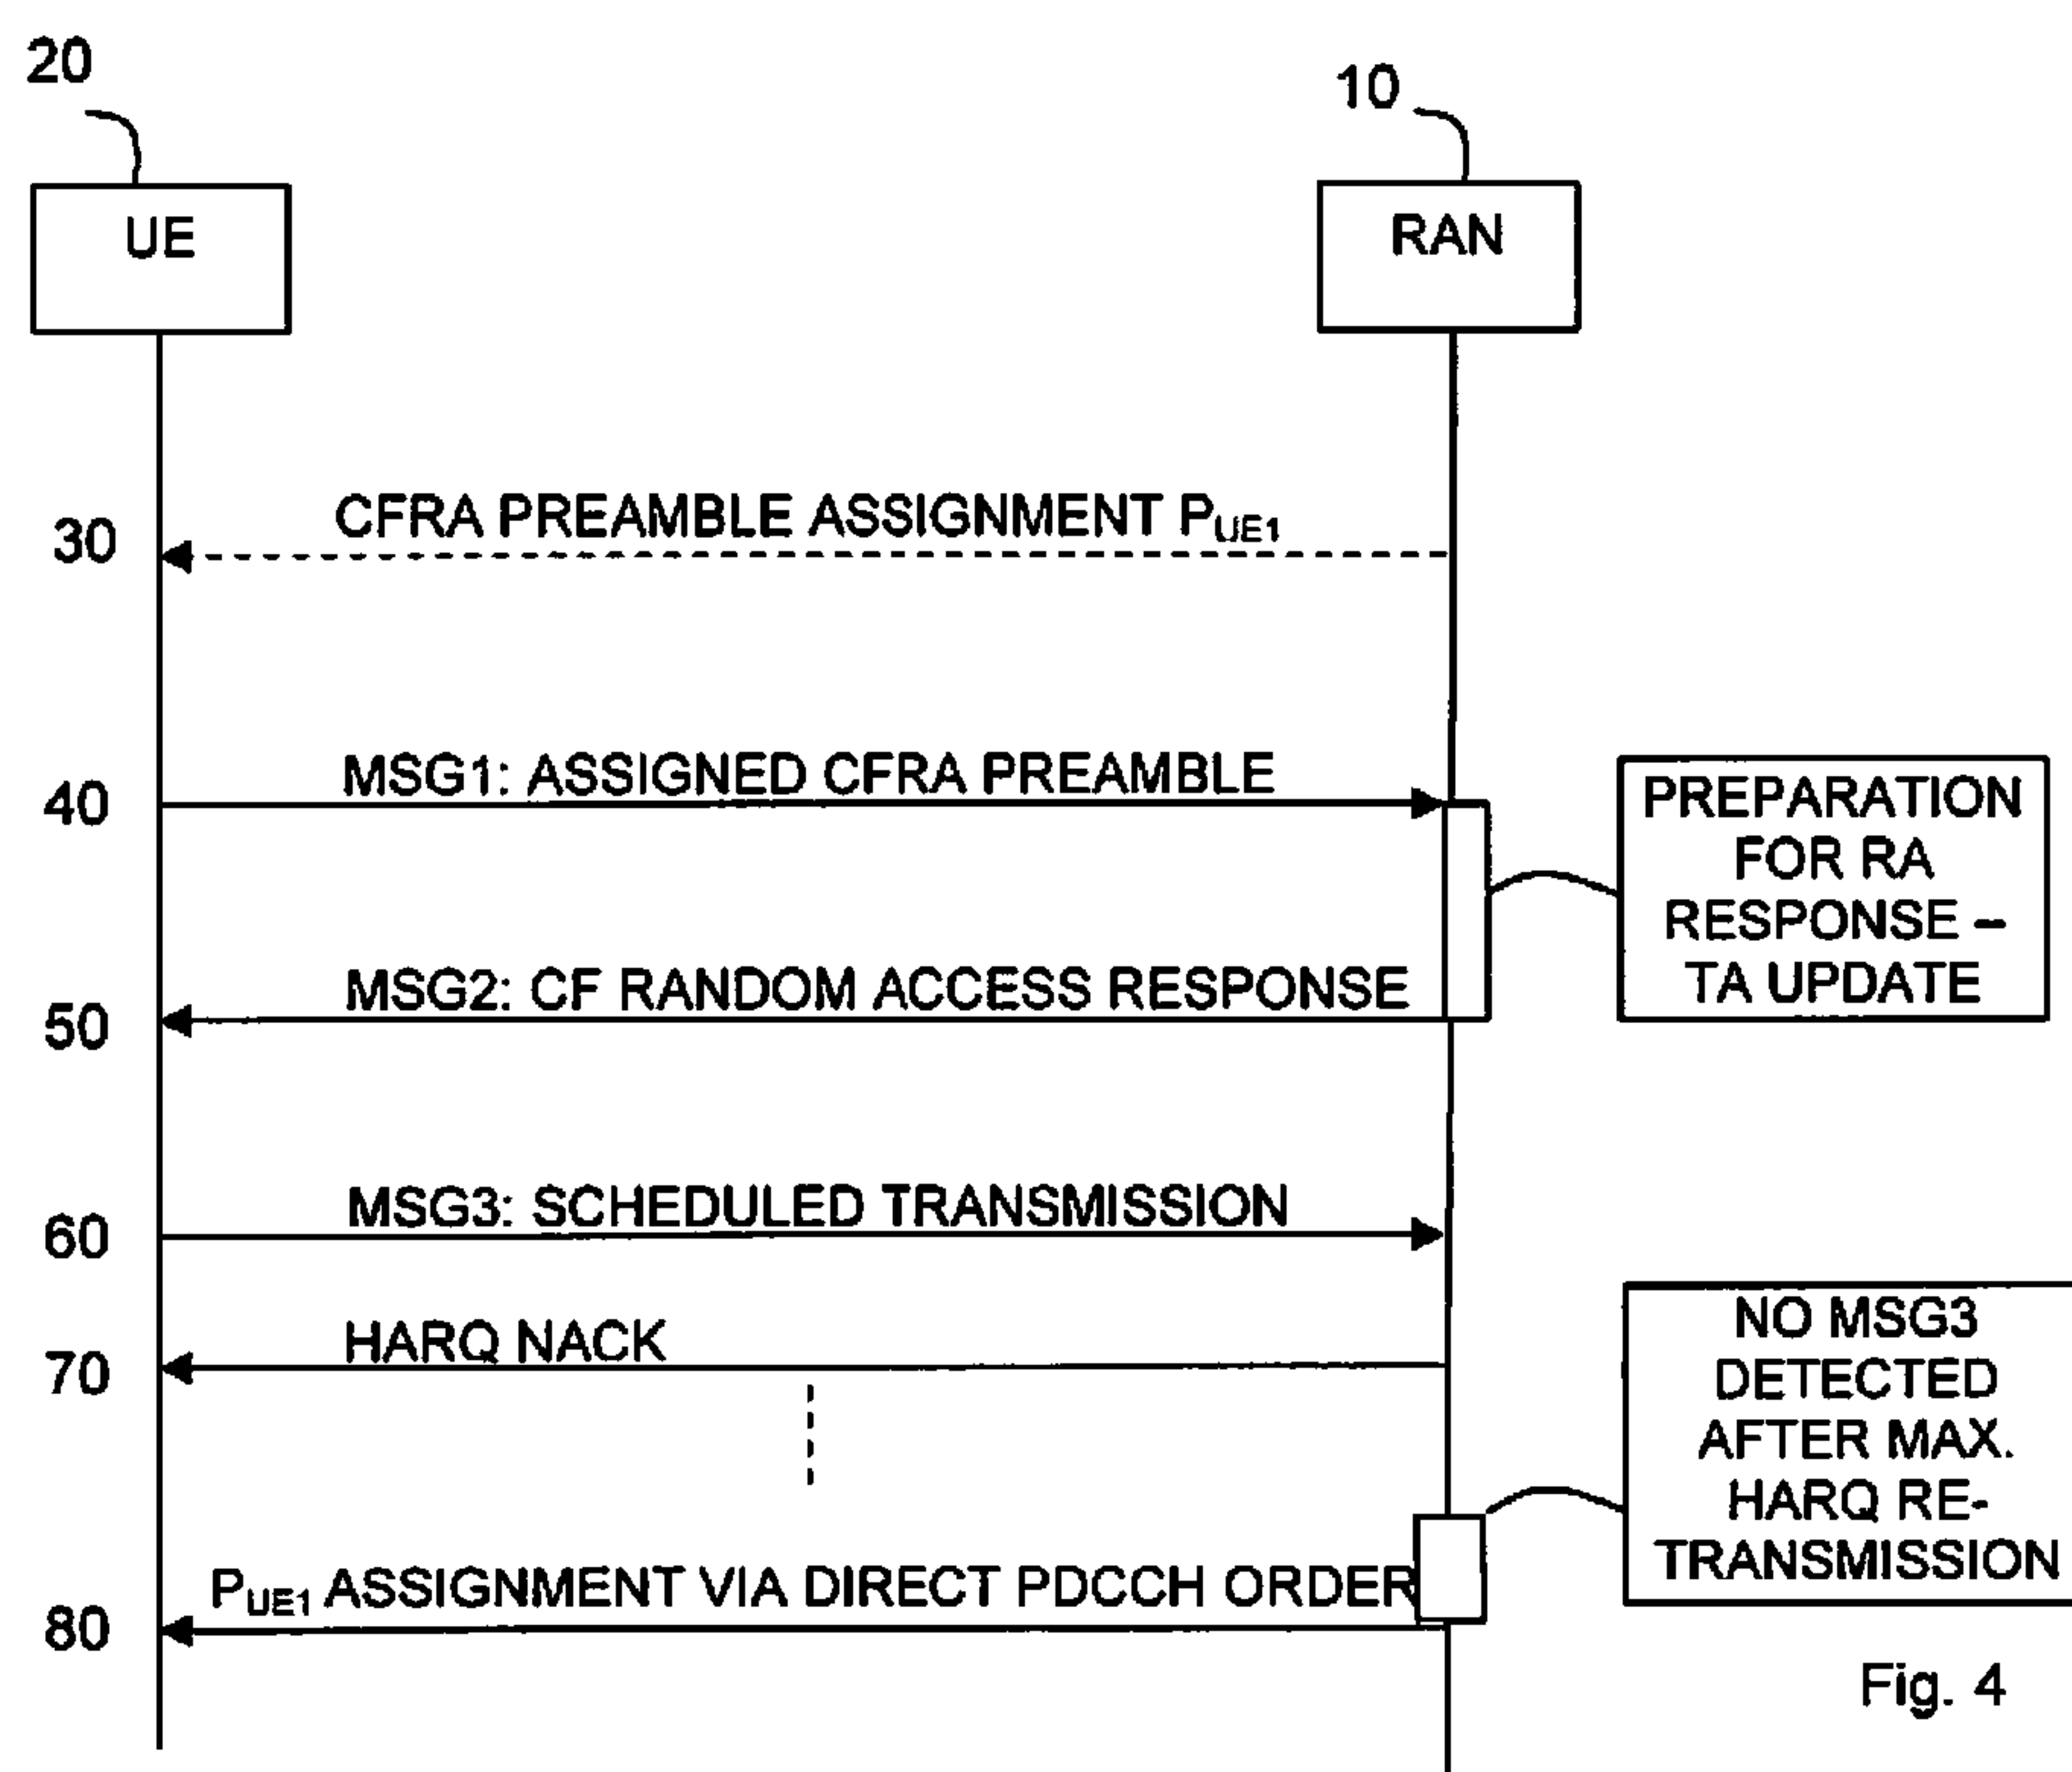 20
10
UE
RAN
CFRA PREAMBLE ASSIGNMENT P_UE1
30
MSG1: ASSIGNED CFRA PREAMBLE
40
PREPARATION
FOR RA
RESPONSE –
TA UPDATE
MSG2: CF RANDOM ACCESS RESPONSE
50
MSG3: SCHEDULED TRANSMISSION
60
HARQ NACK
70
NO MSG3
DETECTED
AFTER MAX.
HARQ RE-
TRANSMISSION
P_UE1 ASSIGNMENT VIA DIRECT PDCCH ORDER
80
Fig. 4